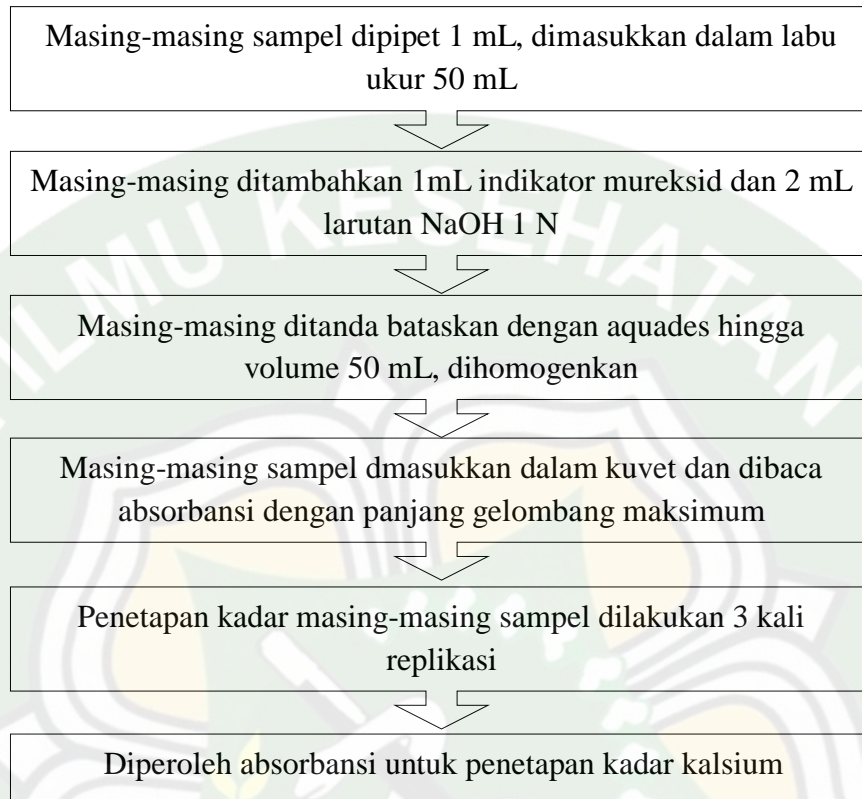 Masing-masing sampel dipipet 1 mL, dimasukkan dalam labu
ukur 50 mL
Masing-masing ditambahkan 1mL indikator mureksid dan 2 mL
larutan NaOH 1 N
Masing-masing ditanda bataskan dengan aquades hingga
volume 50 mL, dihomogenkan
Masing-masing sampel dmasukkan dalam kuvet dan dibaca
absorbansi dengan panjang gelombang maksimum
Penetapan kadar masing-masing sampel dilakukan 3 kali
replikasi
Diperoleh absorbansi untuk penetapan kadar kalsium
ILMU KESEHATAN